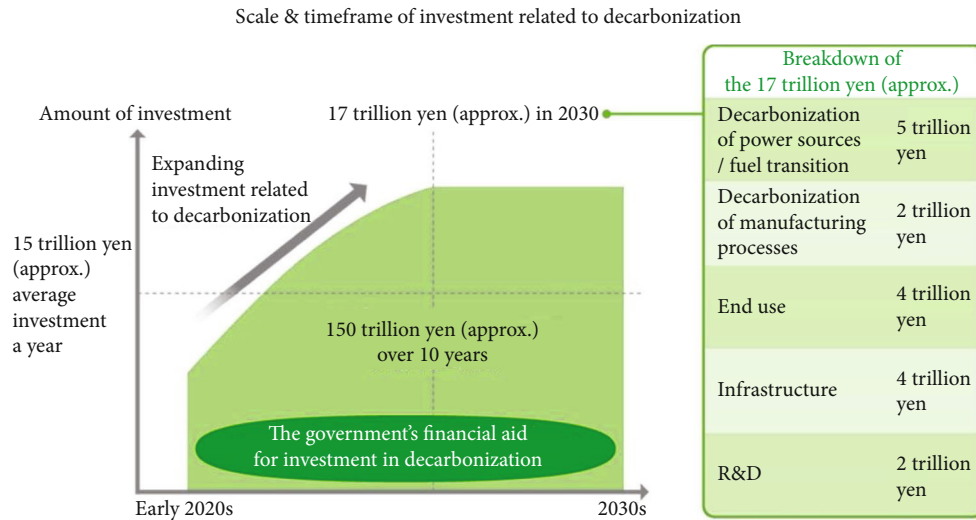 Scale & timeframe of investment related to decarbonization
Amount of investment
17 trillion yen (approx.) in 2030
Expanding
investment related
to decarbonization
15 trillion yen
(approx.)
average
investment
a year
150 trillion yen (approx.)
over 10 years
The government's financial aid
for investment in decarbonization
Early 2020s
2030s
Breakdown of
the 17 trillion yen (approx.)
Decarbonization
of power sources
/ fuel transition
5 trillion
yen
Decarbonization
of manufacturing
processes
2 trillion
yen
End use
4 trillion
yen
Infrastructure
4 trillion
yen
R&D
2 trillion
yen